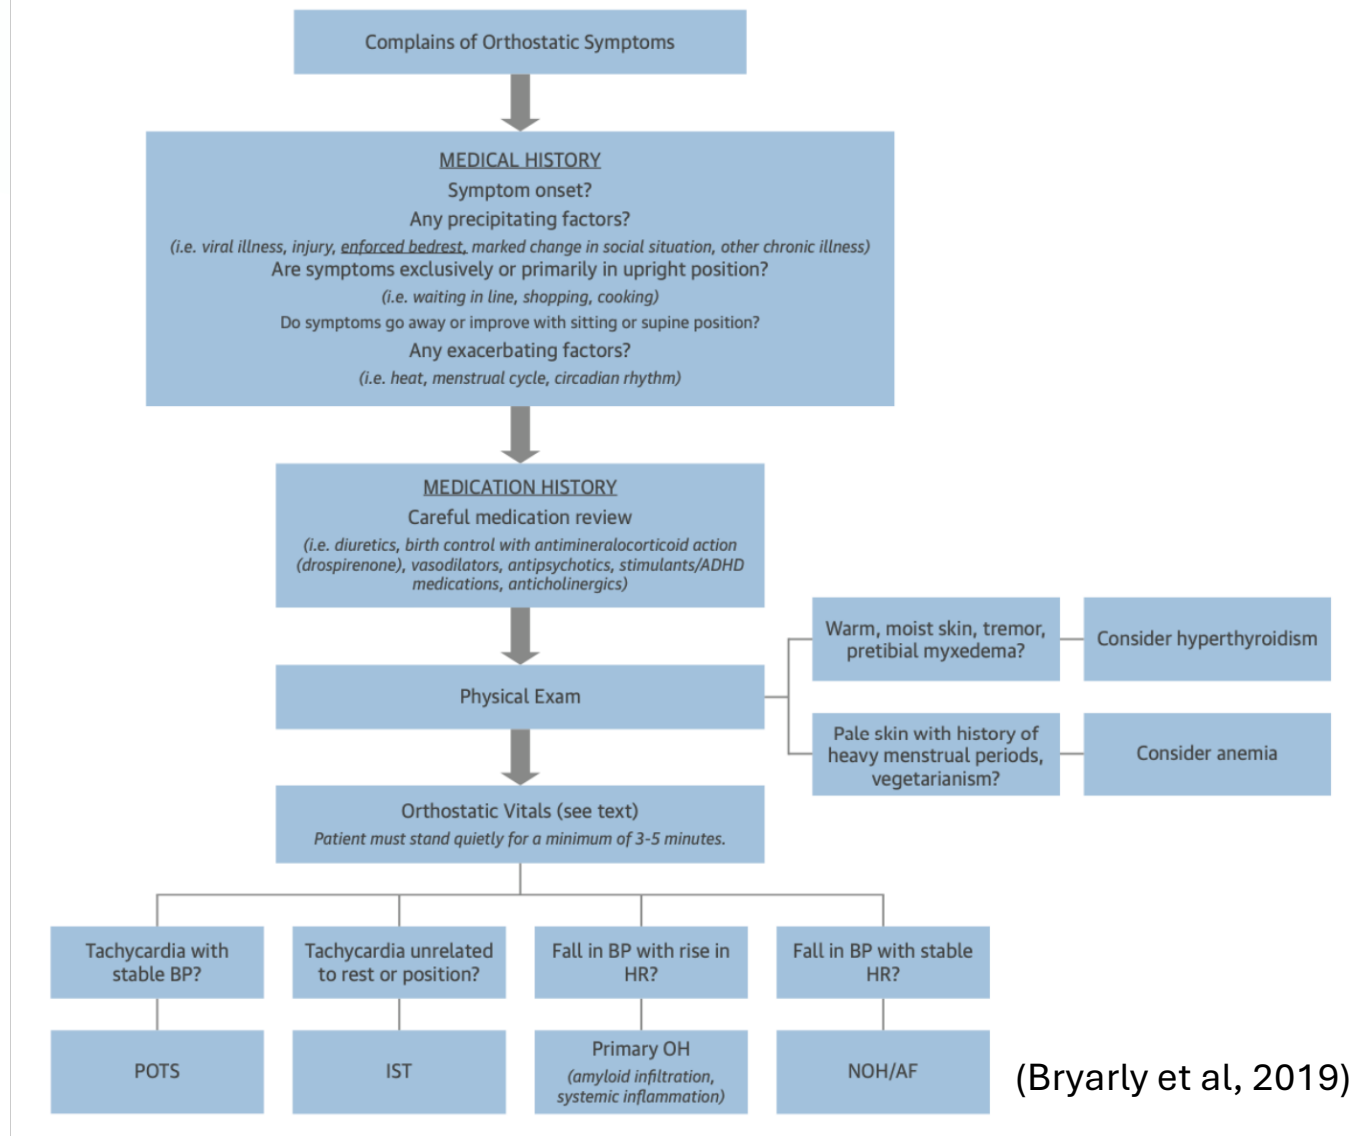 Complains of Orthostatic Symptoms
MEDICAL HISTORY
Symptom onset?
Any precipitating factors?
(i.e. viral illness, injury, enforced bedrest, marked change in social situation, other chronic illness)
Are symptoms exclusively or primarily in upright position?
(i.e. waiting in line, shopping, cooking)
Do symptoms go away or improve with sitting or supine position?
Any exacerbating factors?
(i.e. heat, menstrual cycle, circadian rhythm)
MEDICATION HISTORY
Careful medication review
(i.e. diuretics, birth control with antimineralocorticoid action
(drospirenone), vasodilators, antipsychotics, stimulants/ADHD
medications, anticholinergics)
Physical Exam
Warm, moist skin, tremor,
pretibial myxedema?
Consider hyperthyroidism
Pale skin with history of
heavy menstrual periods,
vegetarianism?
Consider anemia
Orthostatic Vitals (see text)
Patient must stand quietly for a minimum of 3-5 minutes.
Tachycardia with
stable BP?
POTS
Tachycardia unrelated
to rest or position?
IST
Fall in BP with rise in
HR?
Primary OH
(amyloid infiltration,
systemic inflammation)
Fall in BP with stable
HR?
NOH/AF
(Bryarly et al, 2019)